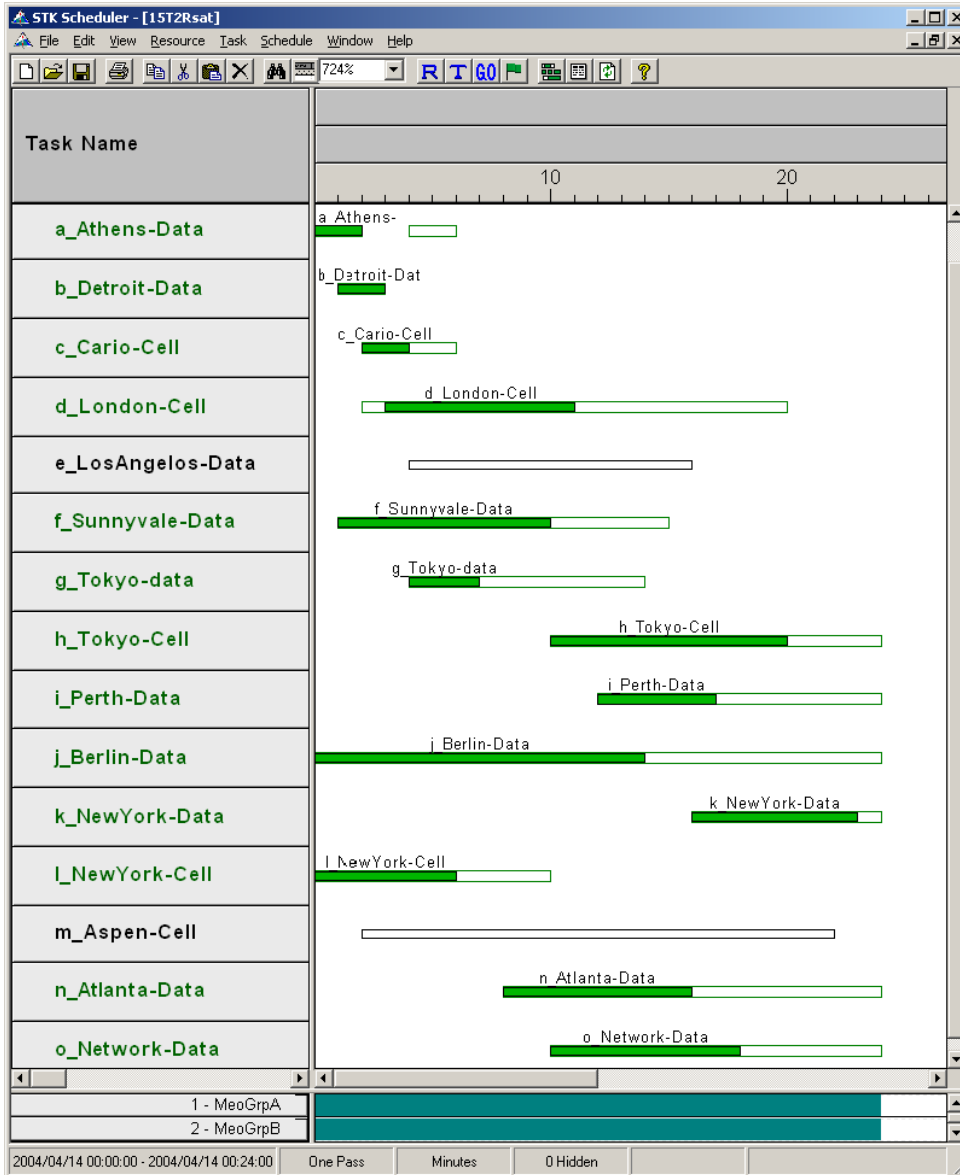 STK Scheduler - [15T2Rsat]
File Edit View Resource Task Schedule Window Help
724% R T GO ?
Task Name
10 20
a_Athens-Data
a_Athens-
b_Detroit-Data
b_Detroit-Dat
c_Cario-Cell
c_Cario-Cell
d_London-Cell
d_London-Cell
e_LosAngelos-Data
f_Sunnyvale-Data
f_Sunnyvale-Data
g_Tokyo-data
g_Tokyo-data
h_Tokyo-Cell
h_Tokyo-Cell
i_Perth-Data
i_Perth-Data
j_Berlin-Data
j_Berlin-Data
k_NewYork-Data
k_NewYork-Data
l_NewYork-Cell
l_NewYork-Cell
m_Aspen-Cell
n_Atlanta-Data
n_Atlanta-Data
o_Network-Data
o_Network-Data
1 - MeoGrpA
2 - MeoGrpB
2004/04/14 00:00:00 - 2004/04/14 00:24:00 One Pass Minutes 0 Hidden